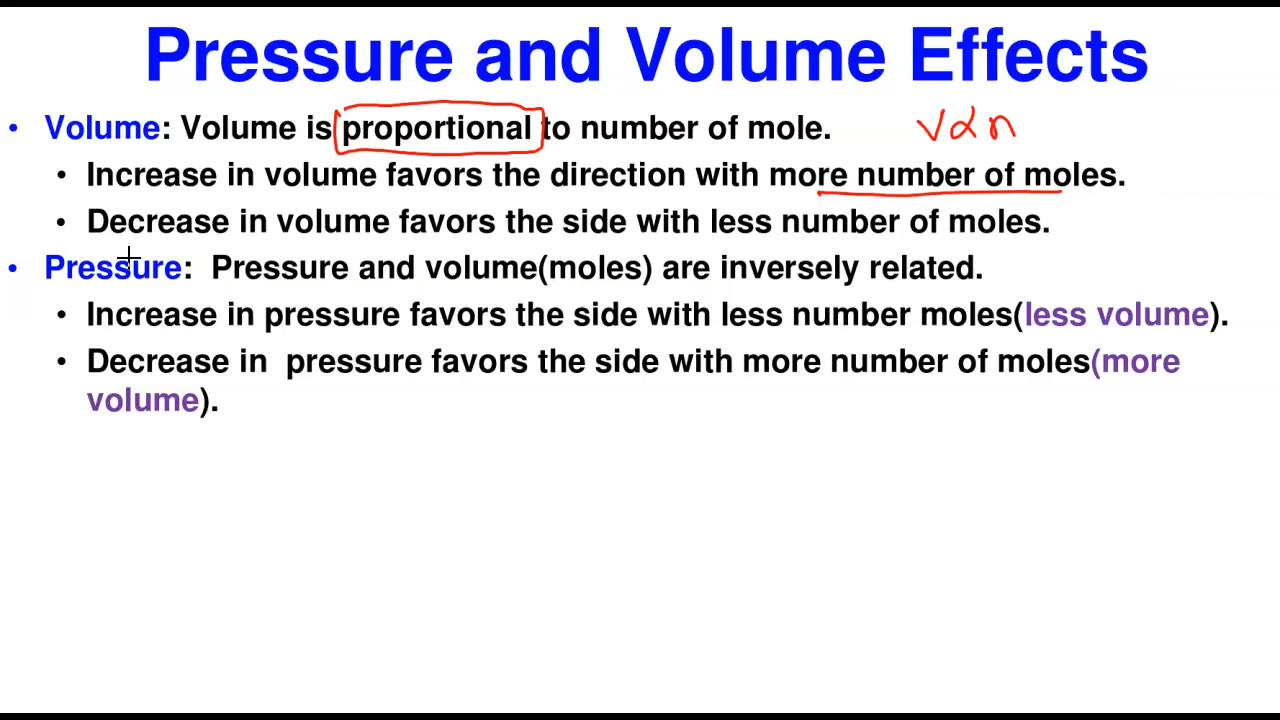 Pressure and Volume Effects
• Volume: Volume is proportional to number of mole. V∝n
• Increase in volume favors the direction with more number of moles.
• Decrease in volume favors the side with less number of moles.
• Pressure:  Pressure and volume(moles) are inversely related.
• Increase in pressure favors the side with less number moles(less volume).
• Decrease in  pressure favors the side with more number of moles(more
volume).